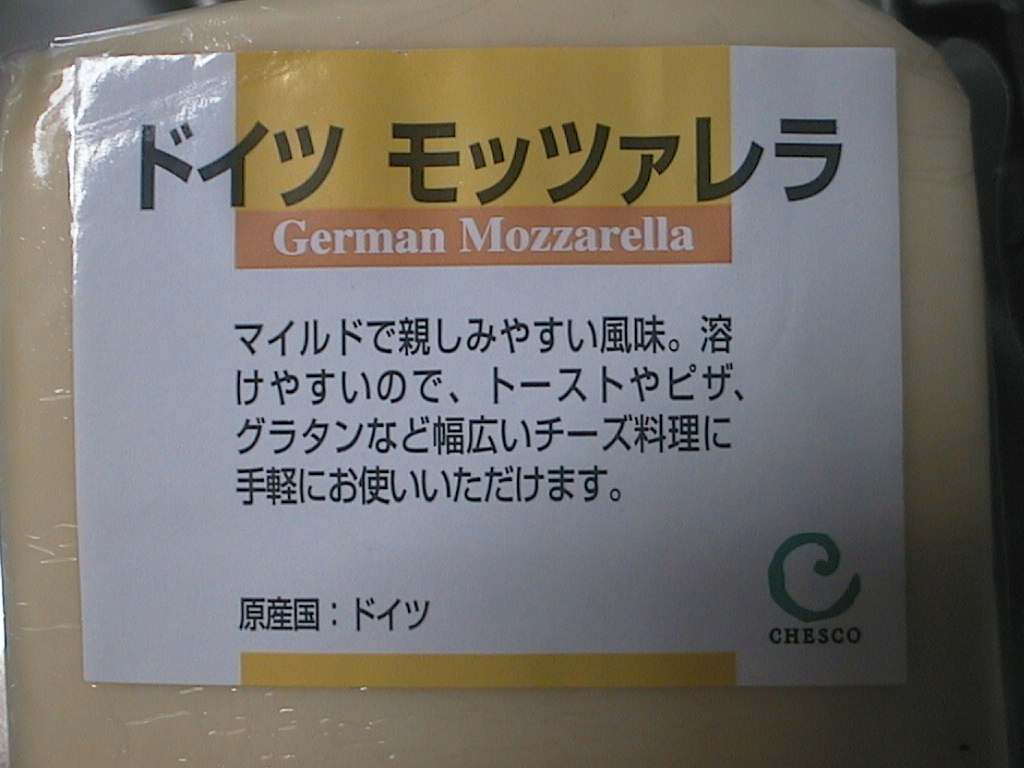 ドイツ モッツァレラ
German Mozzarella
マイルドで親しみやすい風味。溶
けやすいので、トーストやピザ、
グラタンなど幅広いチーズ料理に
手軽にお使いいただけます。
原産国：ドイツ
CHESCO